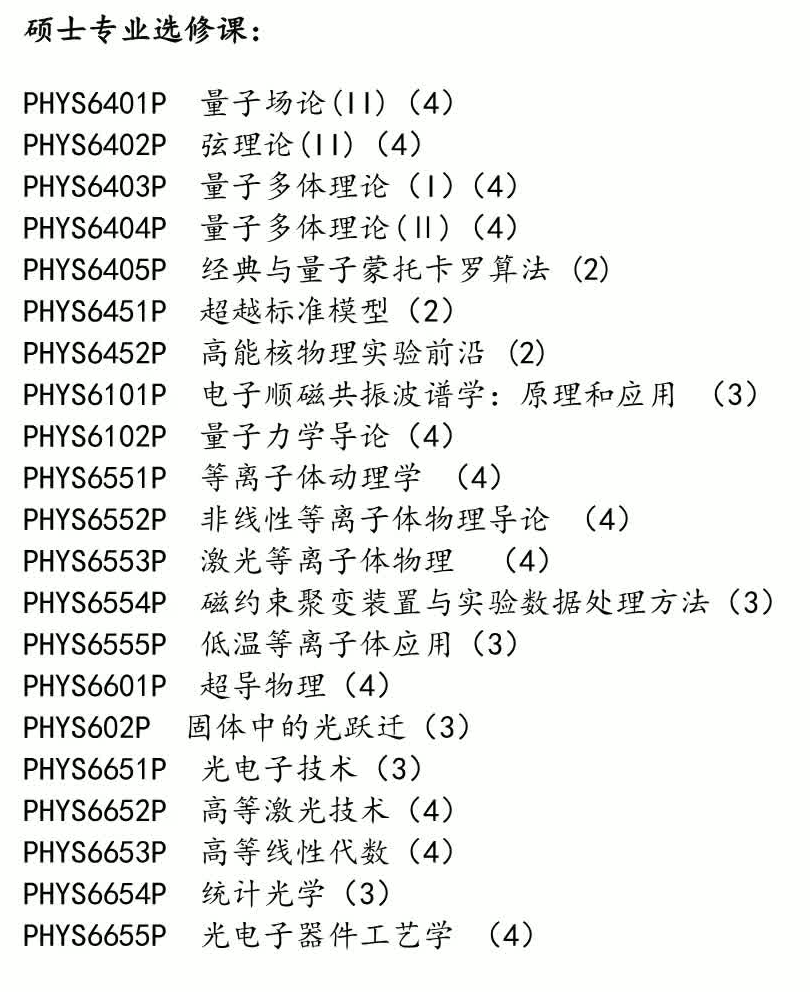 硕士专业选修课：
PHYS6401P 量子场论(II)（4）
PHYS6402P 弦理论(II)（4）
PHYS6403P 量子多体理论（I）（4）
PHYS6404P 量子多体理论(II)（4）
PHYS6405P 经典与量子蒙托卡罗算法 (2)
PHYS6451P 超越标准模型（2）
PHYS6452P 高能核物理实验前沿 (2)
PHYS6101P 电子顺磁共振波谱学：原理和应用 （3）
PHYS6102P 量子力学导论（4）
PHYS6551P 等离子体动理学 （4）
PHYS6552P 非线性等离子体物理导论 （4）
PHYS6553P 激光等离子体物理 （4）
PHYS6554P 磁约束聚变装置与实验数据处理方法（3）
PHYS6555P 低温等离子体应用（3）
PHYS6601P 超导物理（4）
PHYS602P 固体中的光跃迁（3）
PHYS6651P 光电子技术（3）
PHYS6652P 高等激光技术（4）
PHYS6653P 高等线性代数（4）
PHYS6654P 统计光学（3）
PHYS6655P 光电子器件工艺学 （4）